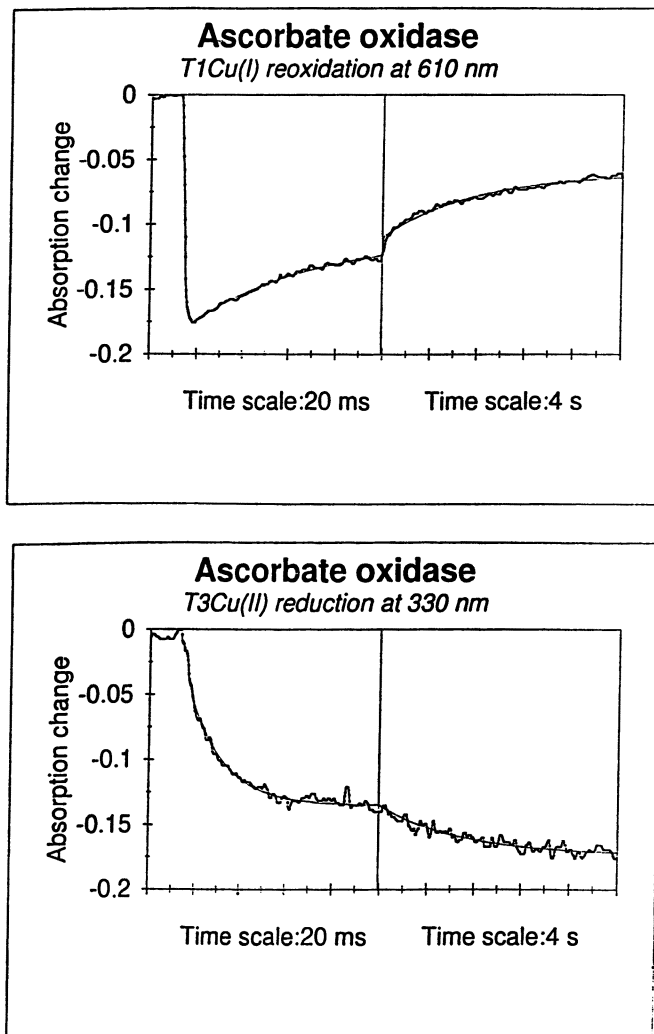 Ascorbate oxidase
T1Cu(I) reoxidation at 610 nm
0
-0.05
-0.1
-0.15
-0.2
Absorption change
Time scale:20 ms Time scale:4 s
Ascorbate oxidase
T3Cu(II) reduction at 330 nm
0
-0.05
-0.1
-0.15
-0.2
Absorption change
Time scale:20 ms Time scale:4 s